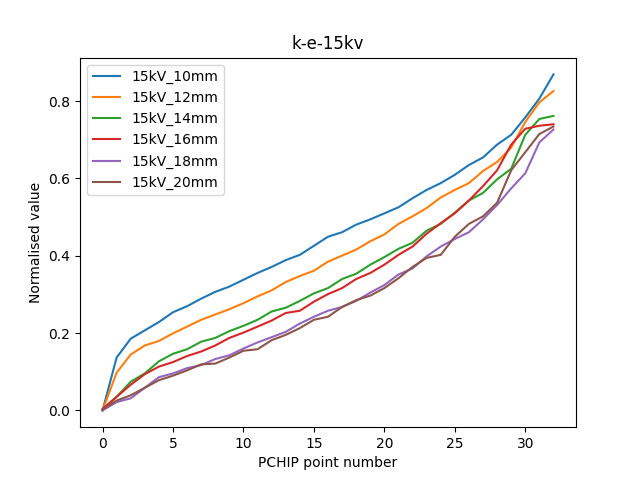 k-e-15kv
15kV_10mm
15kV_12mm
15kV_14mm
15kV_16mm
15kV_18mm
15kV_20mm
Normalised value
0.8
0.6
0.4
0.2
0.0
0 5 10 15 20 25 30
PCHIP point number